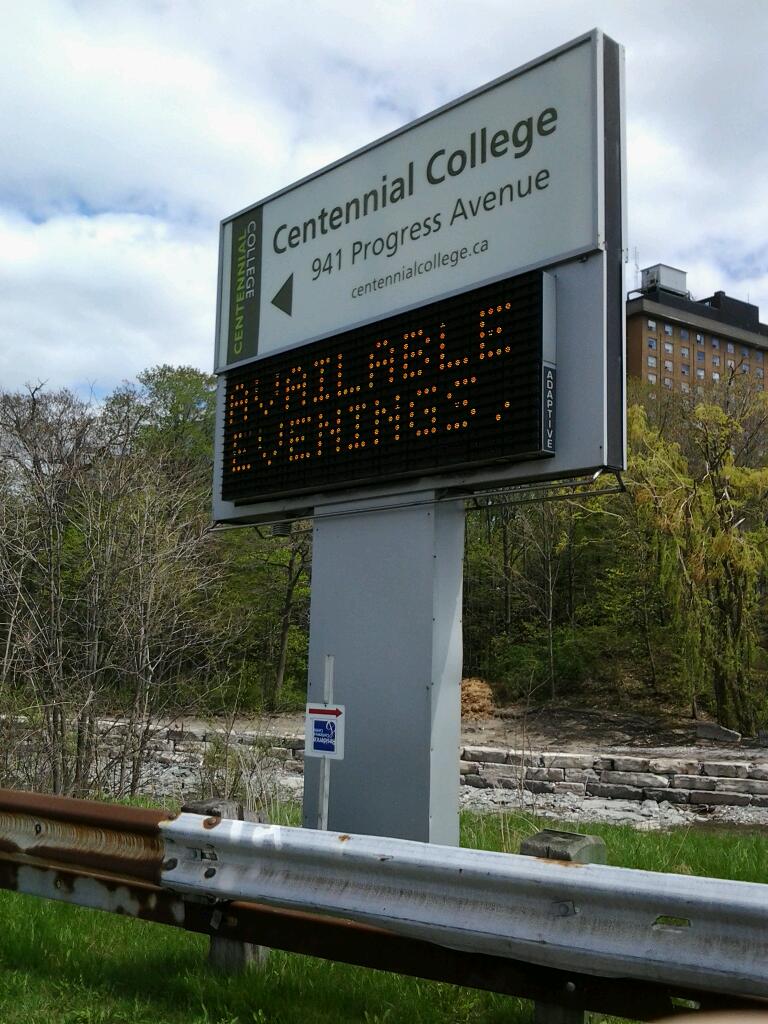 CENTENNIAL
COLLEGE
Centennial College
941 Progress Avenue
centennialcollege.ca
AVAILABLE
EVENINGS.
ADAPTIVE